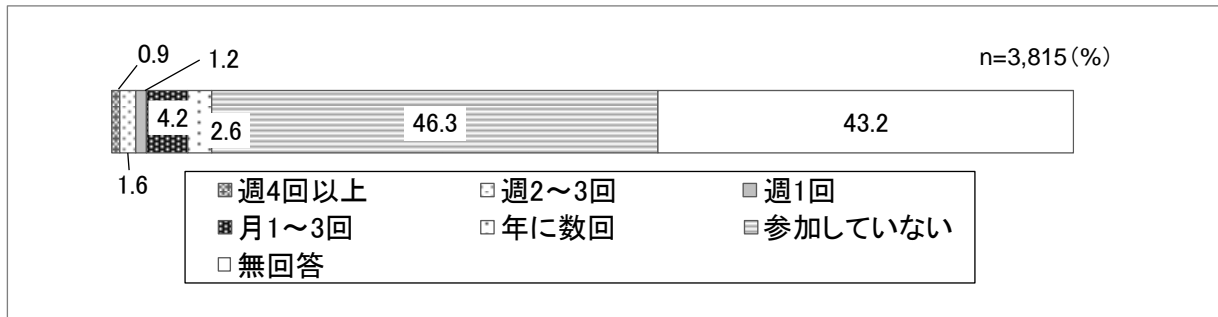 0.9
1.2
n=3,815(%)
4.2
2.6
46.3
43.2
1.6
週4回以上 週2～3回 週1回
月1～3回 年に数回 参加していない
無回答